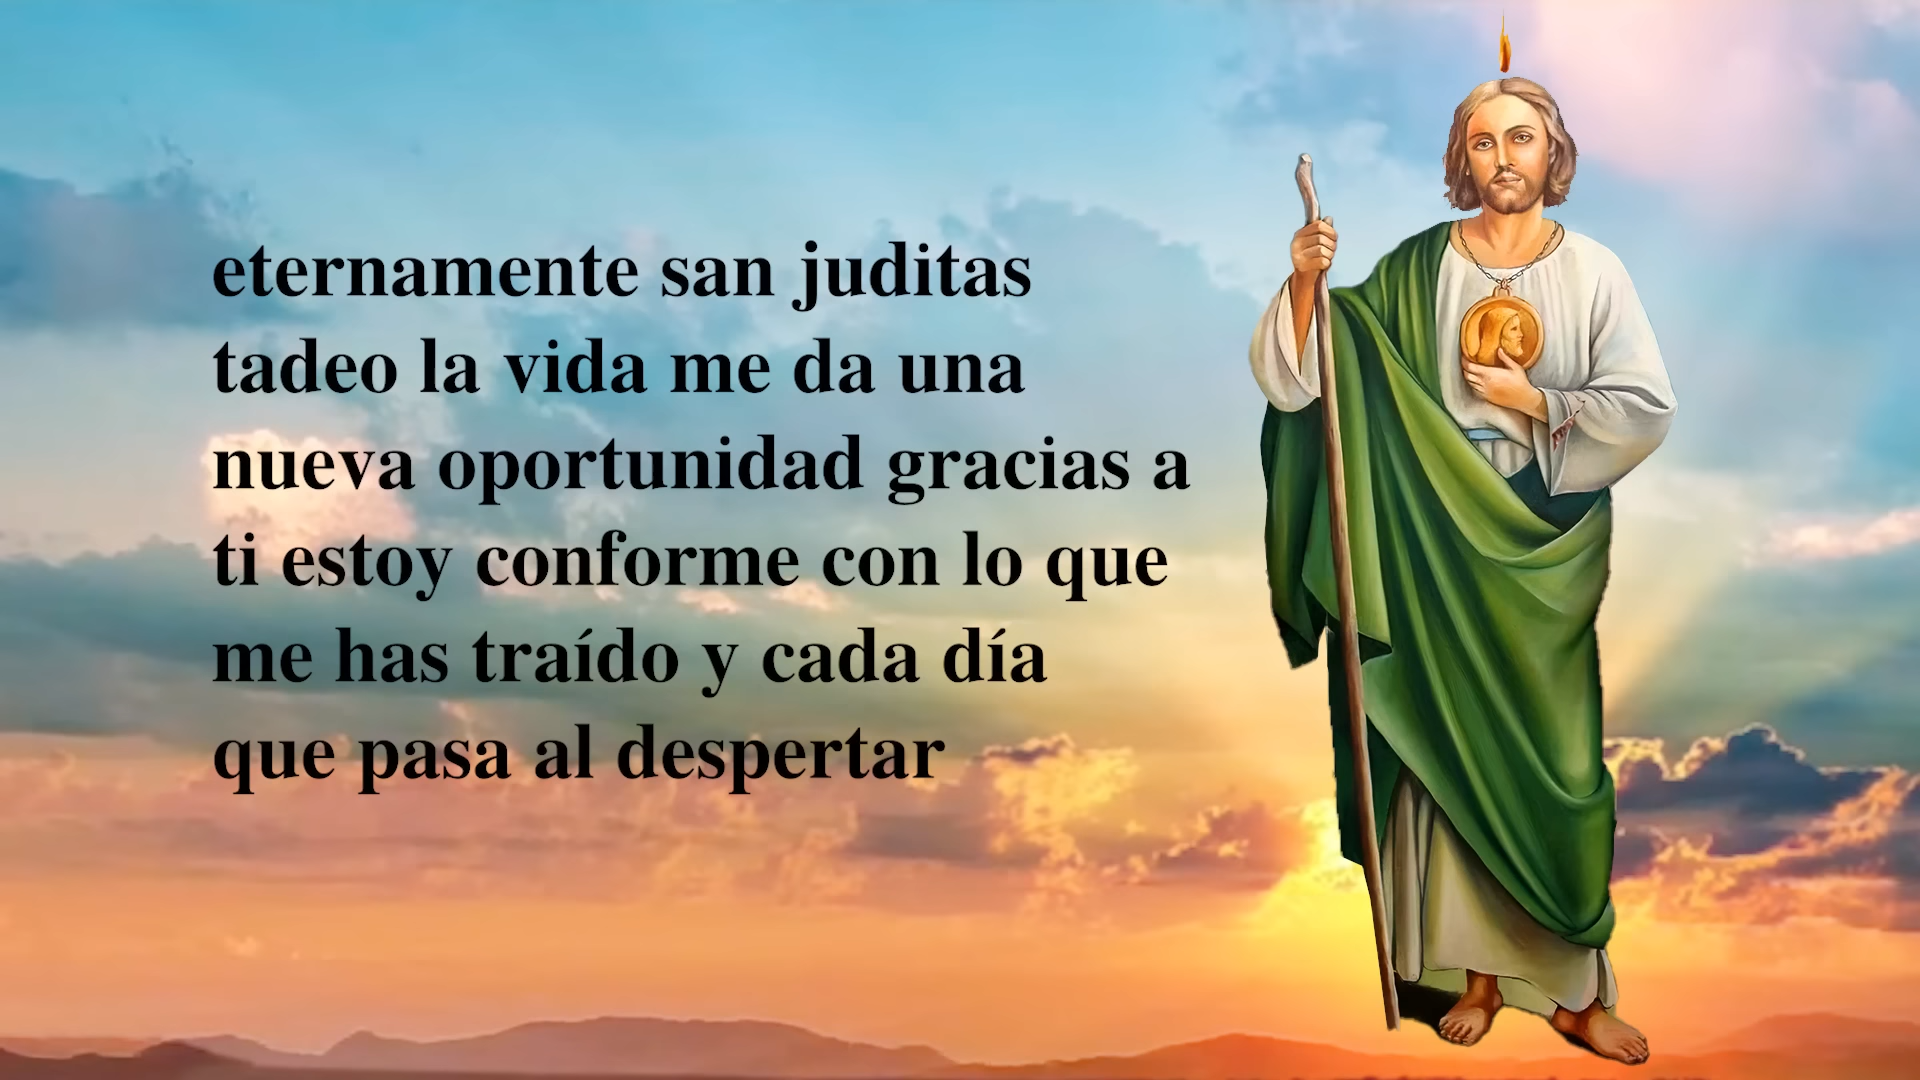 eternamente san juditas
tadeo la vida me da una
nueva oportunidad gracias a
ti estoy conforme con lo que
me has traído y cada día
que pasa al despertar